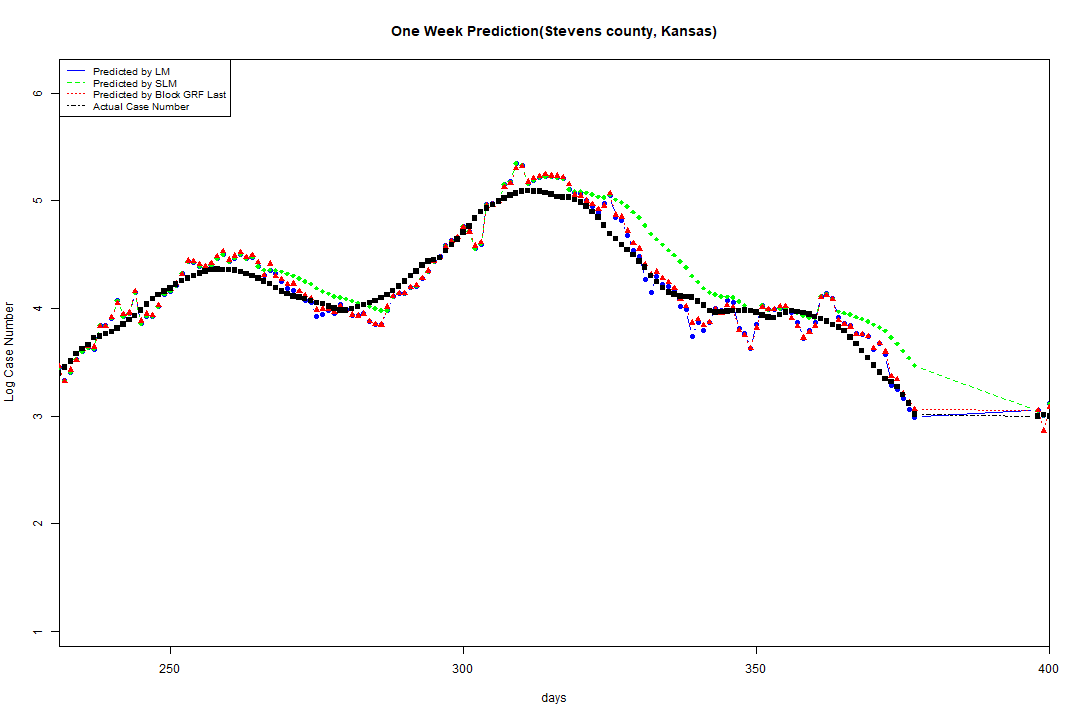 One Week Prediction(Stevens county, Kansas)
Predicted by LM
Predicted by SLM
Predicted by Block GRF Last
Actual Case Number
6
5
4
3
2
1
Log Case Number
250
300
350
400
days